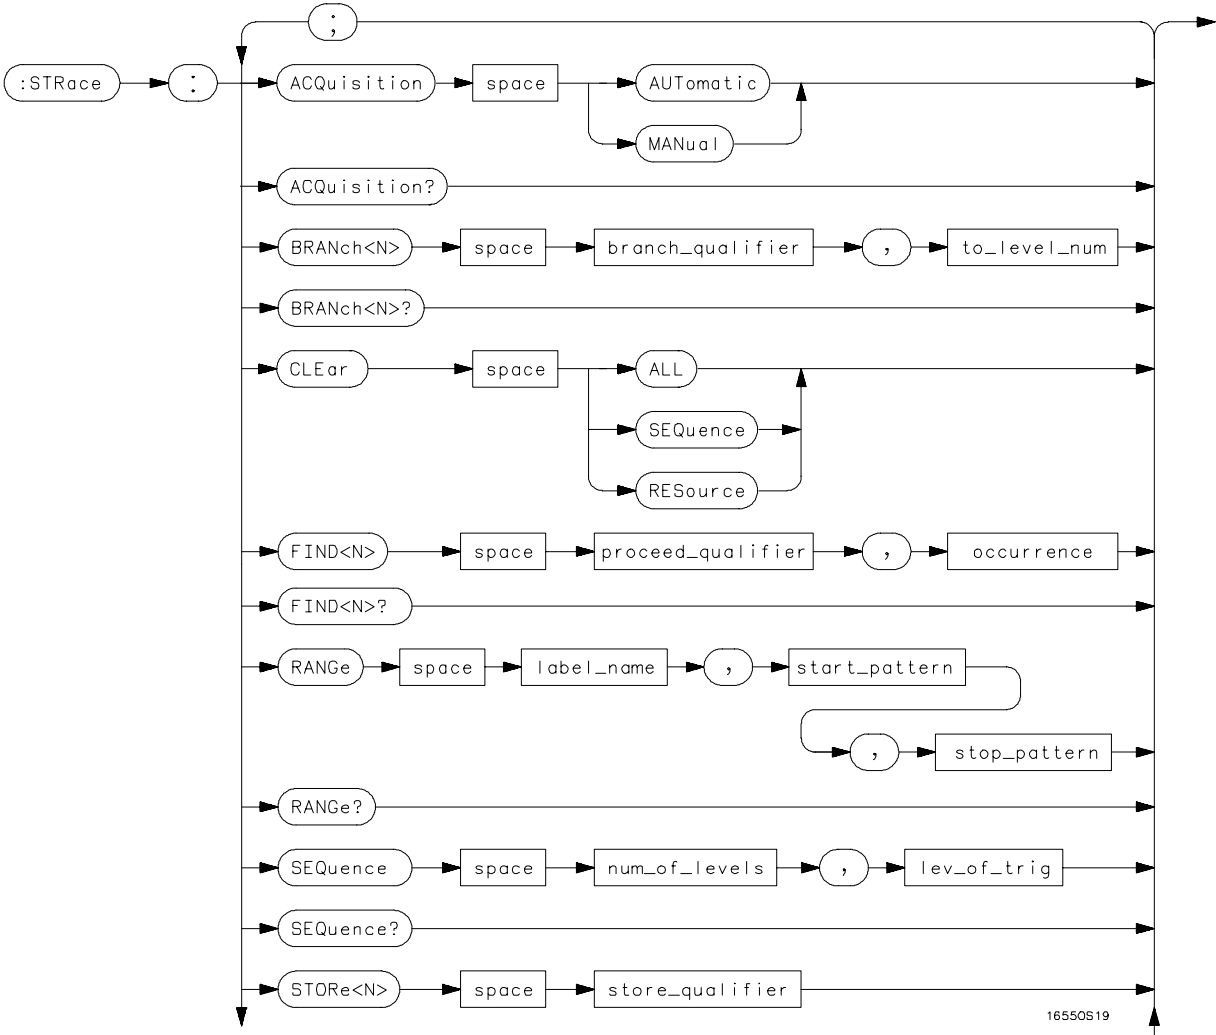 ;
:STRace : ACQuisition space AUTomatic
MANual
ACQuisition?
BRANch<N> space branch_qualifier , to_level_num
BRANch<N>?
CLEar space ALL
SEQuence
RESource
FIND<N> space proceed_qualifier , occurrence
FIND<N>?
RANGe space label_name , start_pattern
, stop_pattern
RANGe?
SEQuence space num_of_levels , lev_of_trig
SEQuence?
STORe<N> space store_qualifier
16550S19